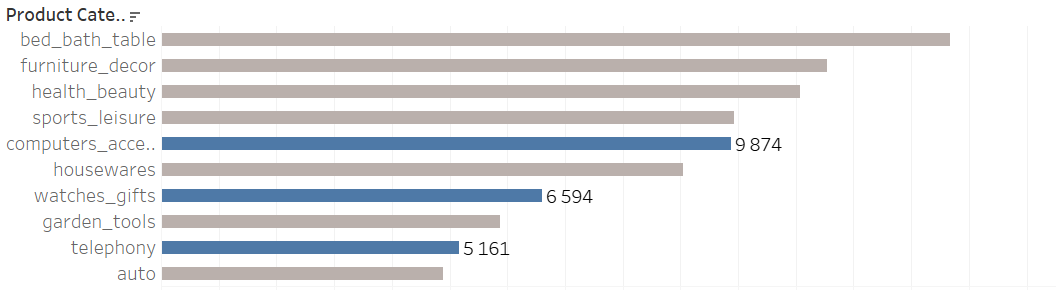 Product Cate..
bed_bath_table
furniture_decor
health_beauty
sports_leisure
computers_acce.. 9 874
housewares
watches_gifts 6 594
garden_tools
telephony 5 161
auto